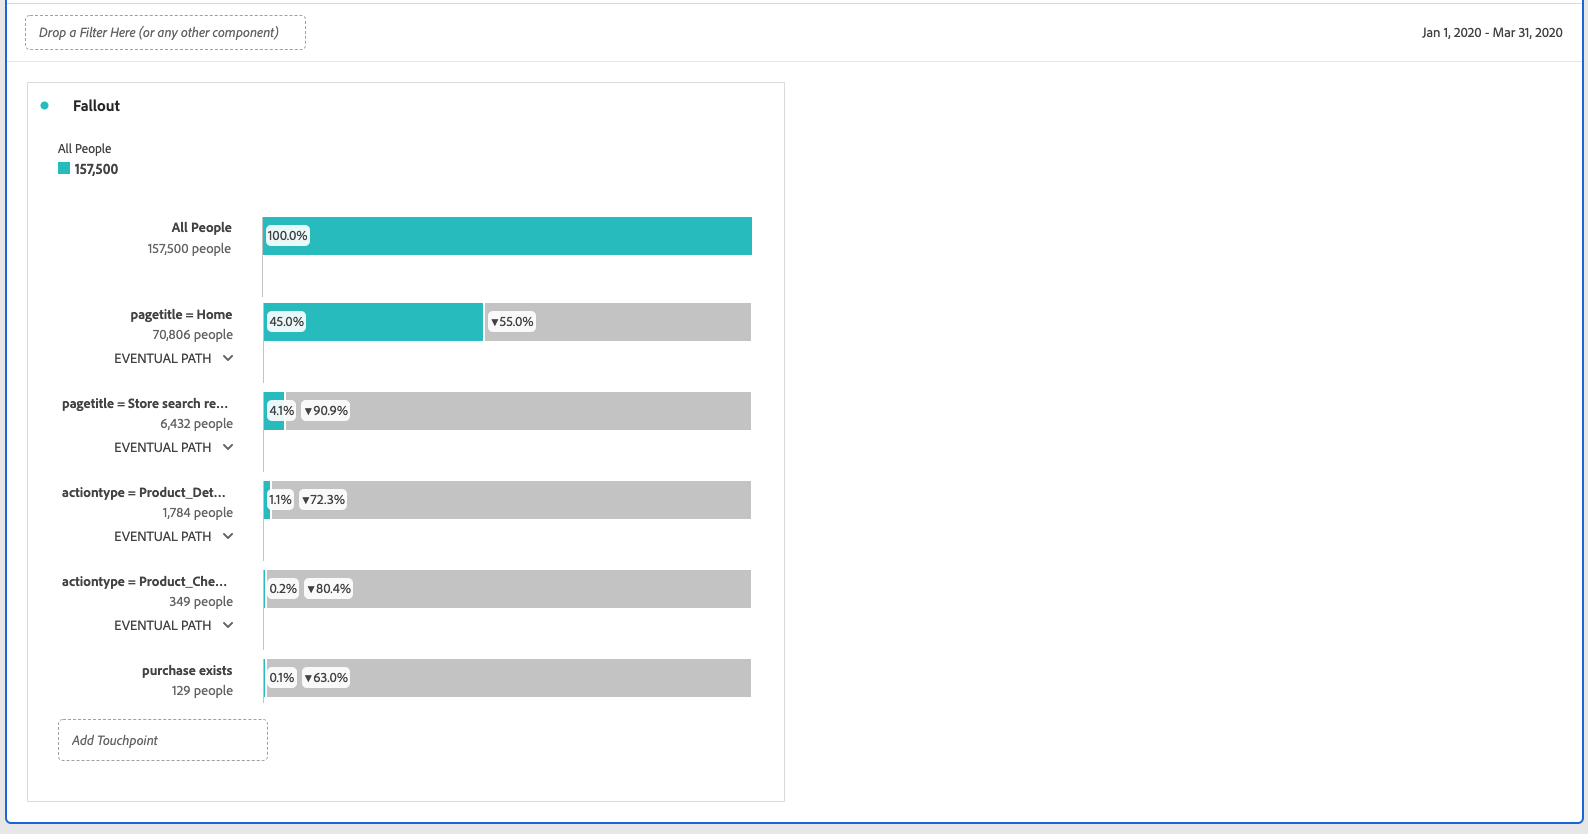 Drop a Filter Here (or any other component)
Jan 1, 2020 - Mar 31, 2020
Fallout
All People
157,500
All People
157,500 people
100.0%
pagetitle = Home
70,806 people
EVENTUAL PATH
45.0%
▼55.0%
pagetitle = Store search re...
6,432 people
EVENTUAL PATH
4.1%
▼90.9%
actiontype = Product_Det...
1,784 people
EVENTUAL PATH
1.1%
▼72.3%
actiontype = Product_Che...
349 people
EVENTUAL PATH
0.2%
▼80.4%
purchase exists
129 people
0.1%
▼63.0%
Add Touchpoint